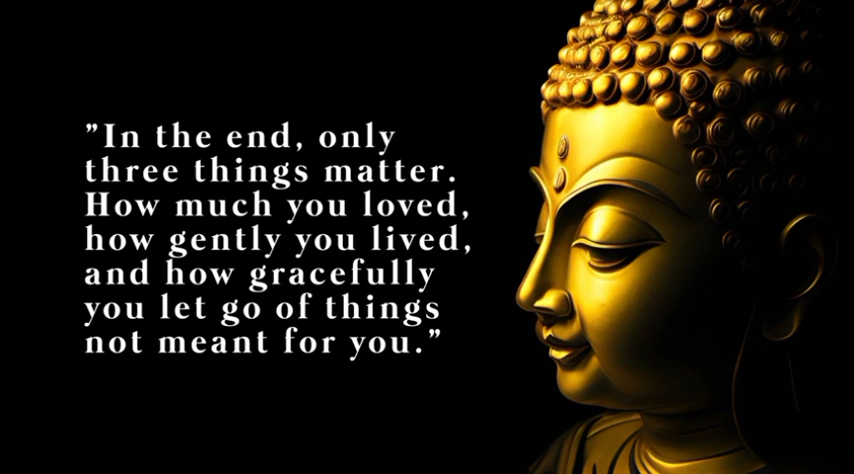 ”In the end, only
three things matter.
How much you loved,
how gently you lived,
and how gracefully
you let go of things
not meant for you.”